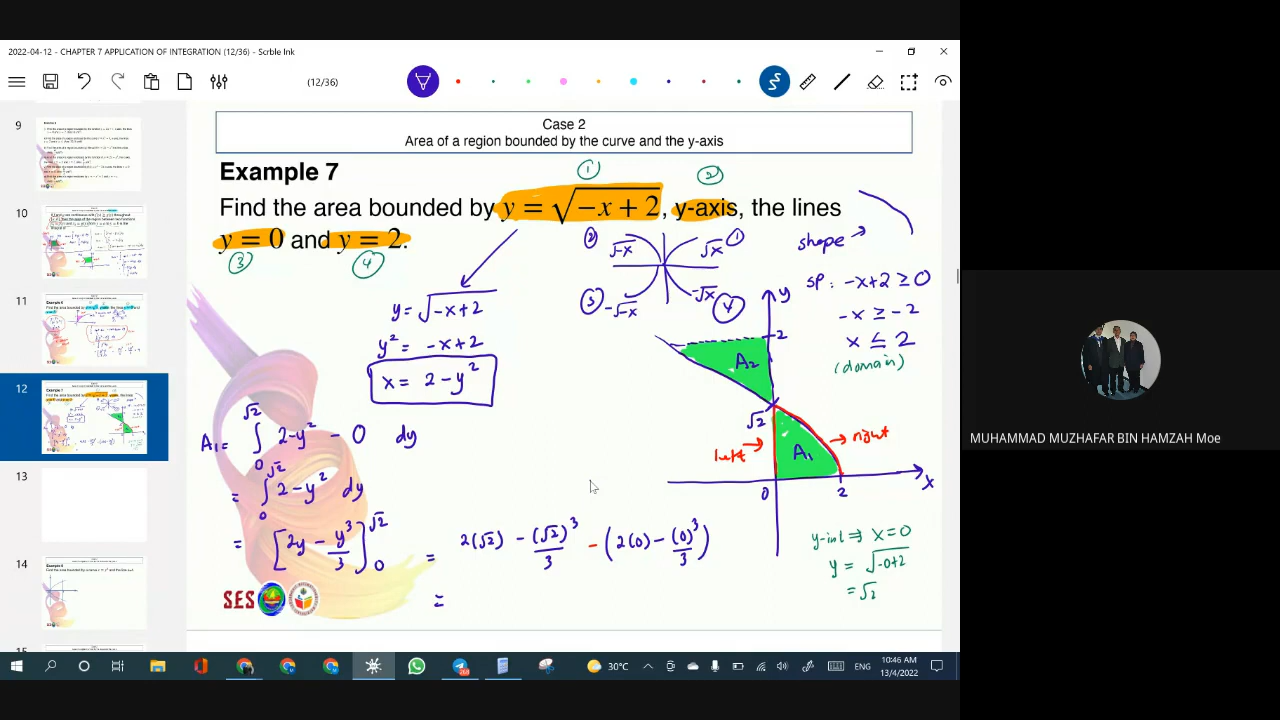 2022-04-12 - CHAPTER 7 APPLICATION OF INTEGRATION (12/36) - Scrble Ink
(12/36)
9
10
11
12
13
14
Case 2
Area of a region bounded by the curve and the y-axis
Example 7
① ②
Find the area bounded by y = √(-x + 2), y-axis, the lines
y = 0 and y = 2.
③ ④
② √-x √x ①
③ -√-x -√x ④
shape →
SP: -x+2 ≥ 0
-x ≥ -2
x ≤ 2
(domain)
y = √(-x+2)
y² = -x+2
x = 2 - y²
y
2
A₂
√2
left → A₁ → right
0 2 x
A₁ = ∫₀^√2 2-y² - 0 dy
= ∫₀^√2 2-y² dy
= [2y - y³/3]₀^√2 = 2(√2) - (√2)³/3 - (2(0) - (0)³/3)
=
y-int ⇒ x=0
y = √(-0+2)
= √2
SES
MUHAMMAD MUZHAFAR BIN HAMZAH Moe
30°C
ENG
10:46 AM
13/4/2022